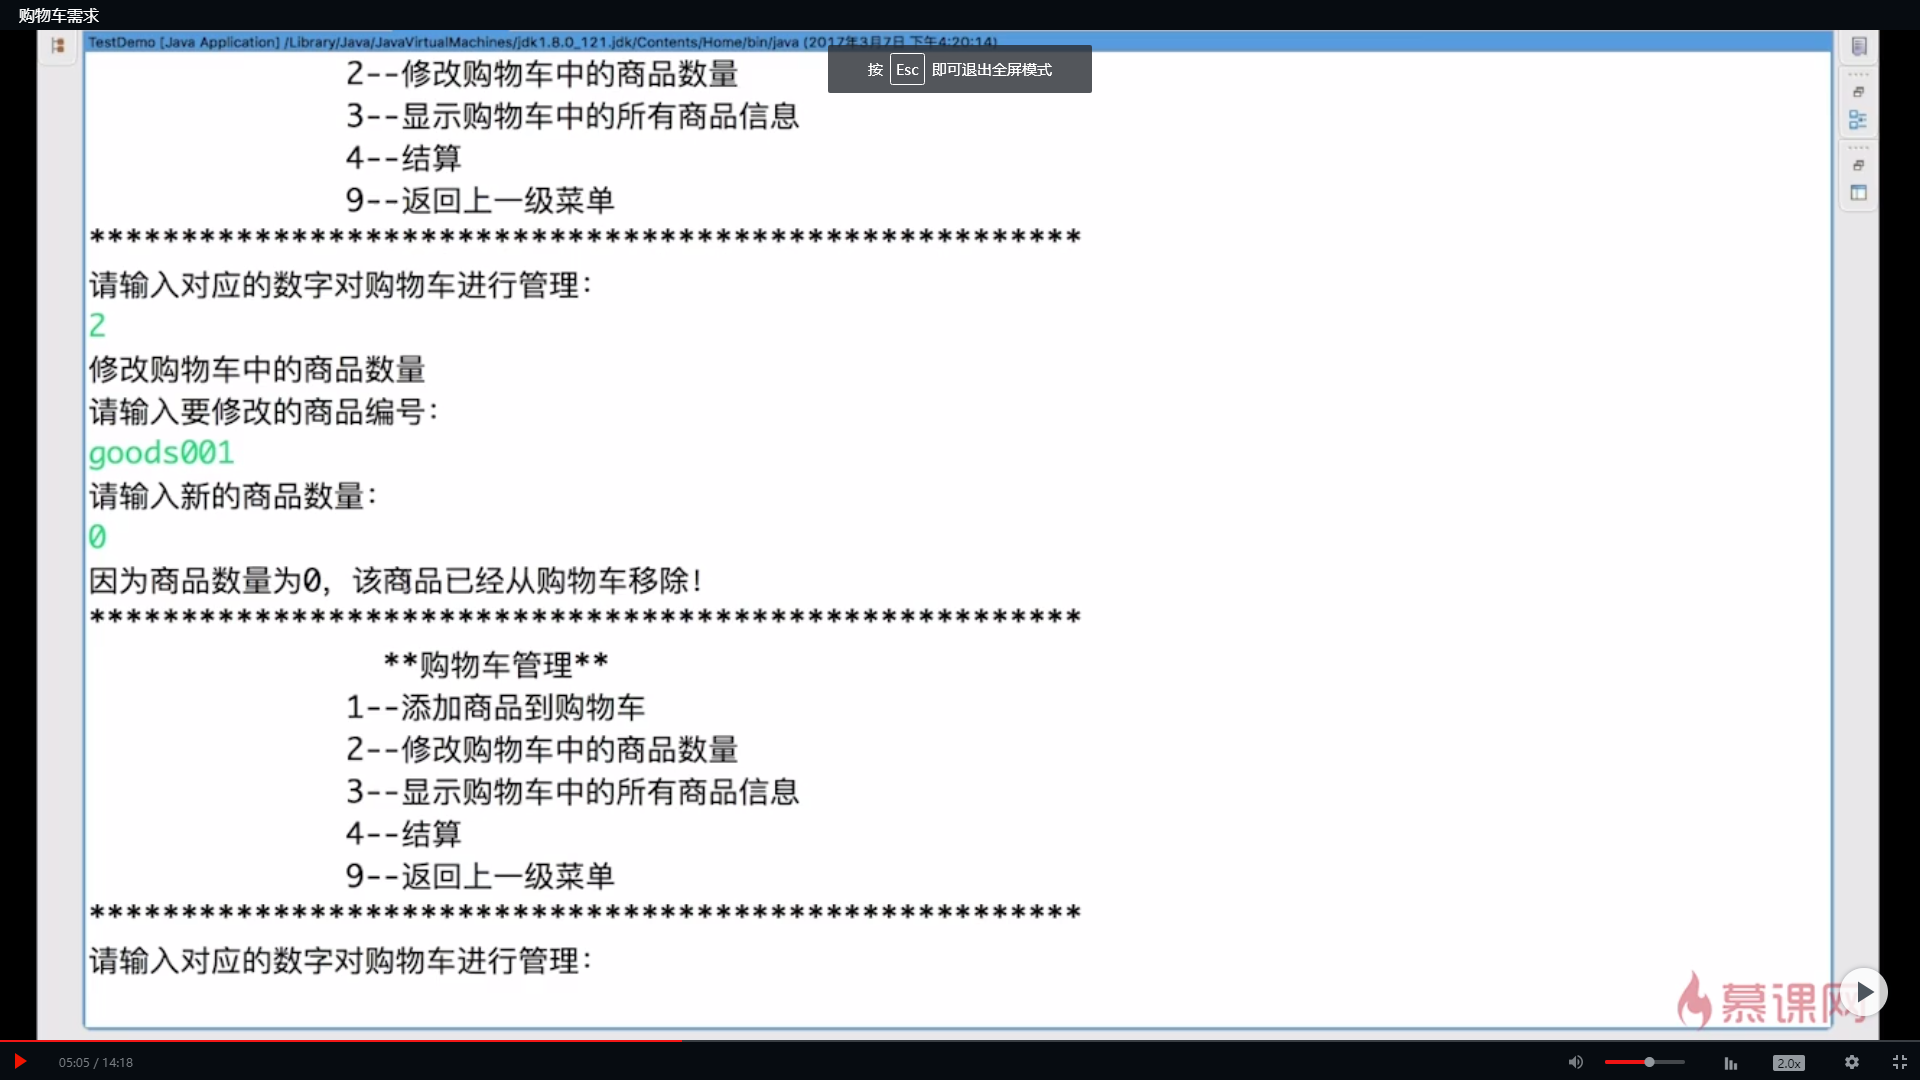 购物车需求
TestDemo [Java Application] /Library/Java/JavaVirtualMachines/jdk1.8.0_121.jdk/Contents/Home/bin/java (2017年3月7日 下午4:20:14)
按 Esc 即可退出全屏模式
2--修改购物车中的商品数量
3--显示购物车中的所有商品信息
4--结算
9--返回上一级菜单
******************************************************
请输入对应的数字对购物车进行管理：
2
修改购物车中的商品数量
请输入要修改的商品编号：
goods001
请输入新的商品数量：
0
因为商品数量为0，该商品已经从购物车移除！
******************************************************
**购物车管理**
1--添加商品到购物车
2--修改购物车中的商品数量
3--显示购物车中的所有商品信息
4--结算
9--返回上一级菜单
******************************************************
请输入对应的数字对购物车进行管理：
慕课网
05:05 / 14:18
2.0x